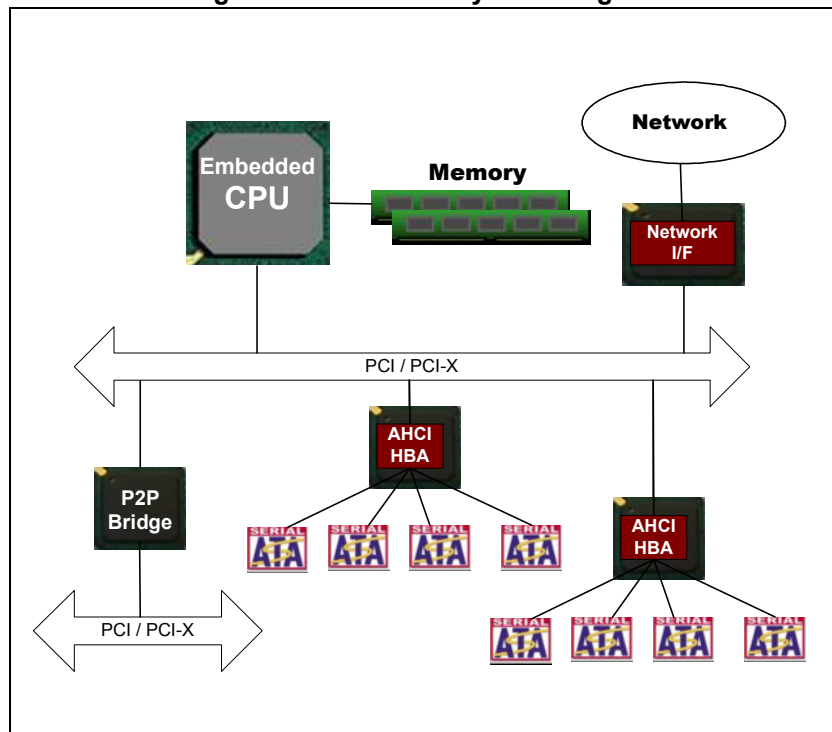 Network
Embedded
CPU
Memory
Network
I/F
PCI / PCI-X
AHCI
HBA
P2P
Bridge
AHCI
HBA
SERIAL
ATA
SERIAL
ATA
SERIAL
ATA
SERIAL
ATA
PCI / PCI-X
SERIAL
ATA
SERIAL
ATA
SERIAL
ATA
SERIAL
ATA